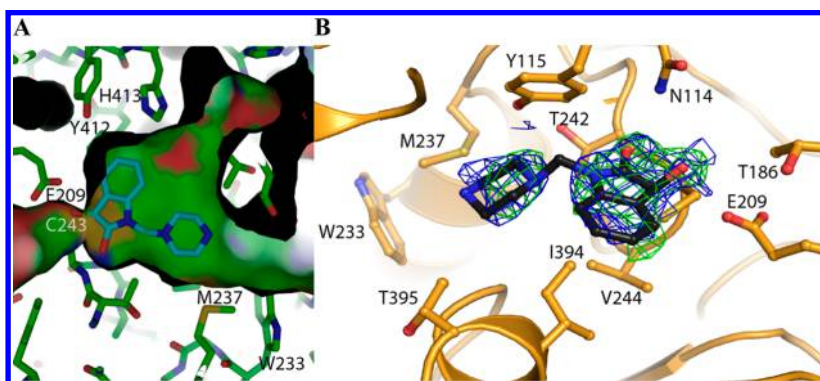 A
H413
Y412
E209
C243
M237
W233
B
Y115
N114
T242
M237
T186
E209
W233
I394
V244
T395